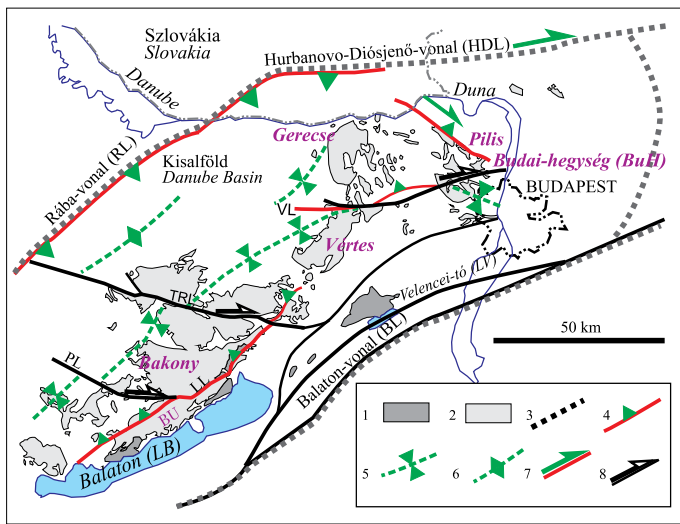 Szlovákia
Slovakia
Hurbanovo-Diósjenő-vonal (HDL)
Danube
Duna
Gerecse
Pilis
Kisalföld
Danube Basin
Budai-hegység (BuH)
Rába-vonal (RL)
BUDAPEST
VL
Vértes
Velencei-tó (LV)
TRL
50 km
PL
Bakony
Balaton-vonal (BL)
LL
BU
Balaton (LB)
1
2
3
4
5
6
7
8